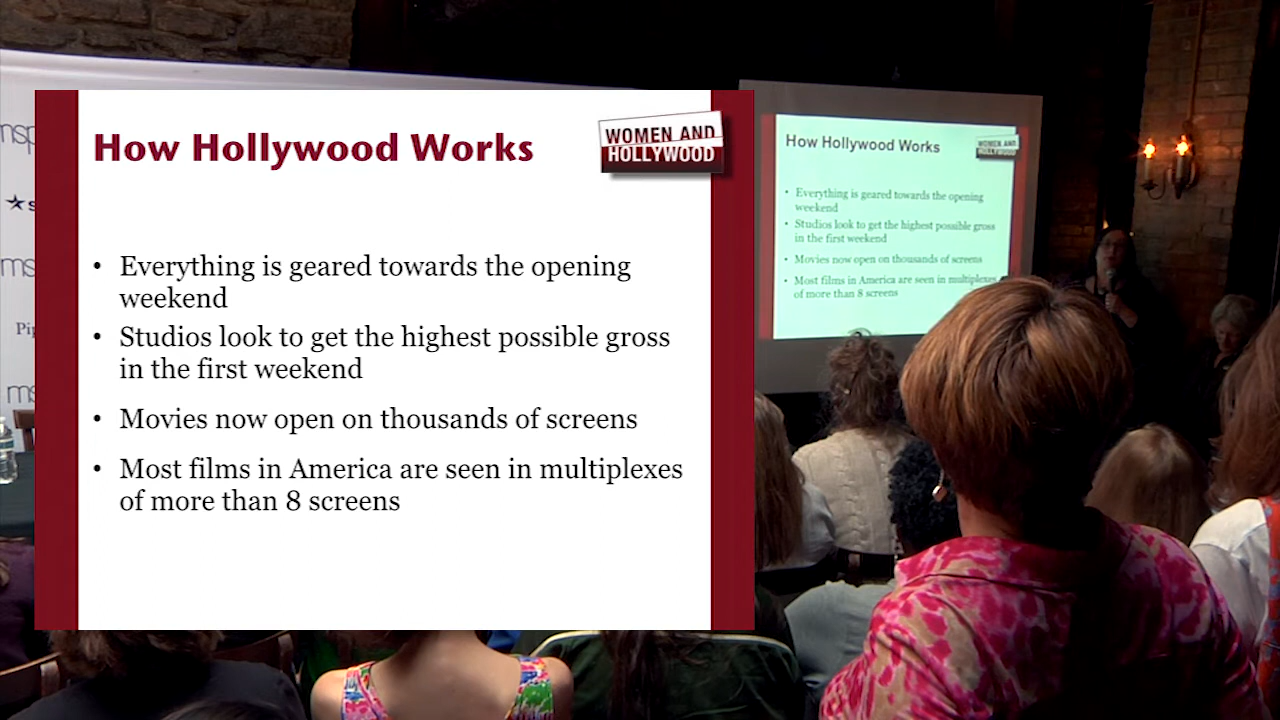 How Hollywood Works
WOMEN AND
HOLLYWOOD
• Everything is geared towards the opening
weekend
• Studios look to get the highest possible gross
in the first weekend
• Movies now open on thousands of screens
• Most films in America are seen in multiplexes
of more than 8 screens
How Hollywood Works
WOMEN AND
HOLLYWOOD
• Everything is geared towards the opening
weekend
• Studios look to get the highest possible gross
in the first weekend
• Movies now open on thousands of screens
• Most films in America are seen in multiplexes
of more than 8 screens